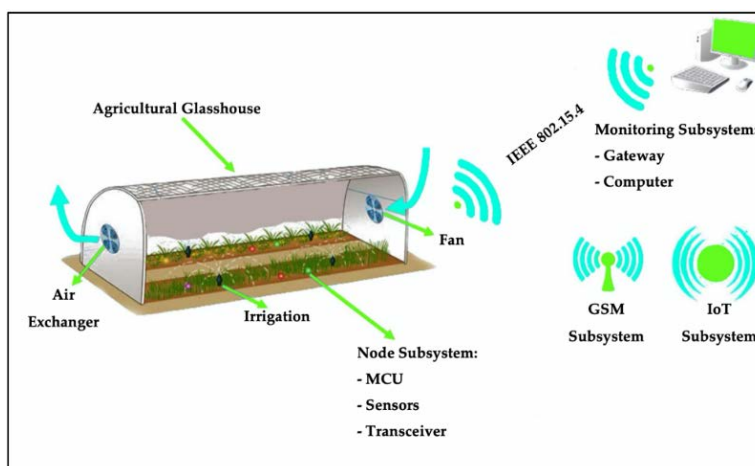 Agricultural Glasshouse
IEEE 802.15.4
Monitoring Subsystem:
- Gateway
- Computer
Fan
Air
Exchanger
Irrigation
GSM
Subsystem
IoT
Subsystem
Node Subsystem:
- MCU
- Sensors
- Transceiver